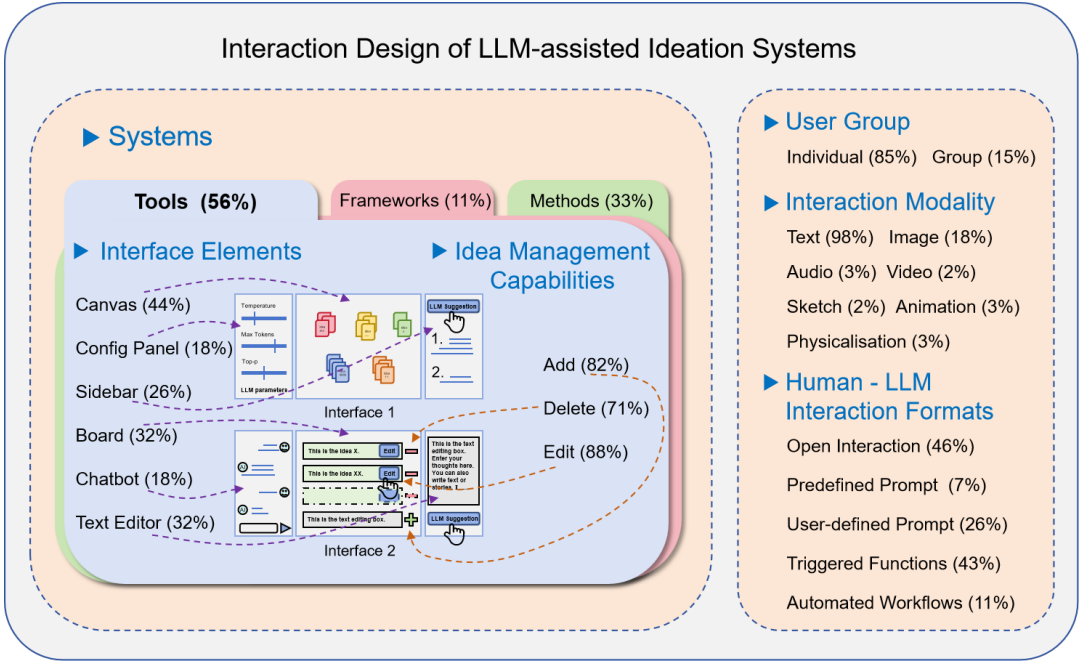 Interaction Design of LLM-assisted Ideation Systems
Systems
Tools (56%)
Frameworks (11%)
Methods (33%)
Interface Elements
Canvas (44%)
Config Panel (18%)
Sidebar (26%)
Board (32%)
Chatbot (18%)
Text Editor (32%)
Temperature
Max Tokens
Top-p
LLM parameters
LLM Suggestion
1.
2.
Interface 1
AI
AI
This is the idea X.
Edit
This is the idea XX.
Edit
This is the text editing box.
This is the text
editing box.
Enter your
thoughts here.
You can also
write text or
stories. I
LLM Suggestion
Interface 2
Idea Management
Capabilities
Add (82%)
Delete (71%)
Edit (88%)
User Group
Individual (85%) Group (15%)
Interaction Modality
Text (98%) Image (18%)
Audio (3%) Video (2%)
Sketch (2%) Animation (3%)
Physicalisation (3%)
Human - LLM
Interaction Formats
Open Interaction (46%)
Predefined Prompt (7%)
User-defined Prompt (26%)
Triggered Functions (43%)
Automated Workflows (11%)